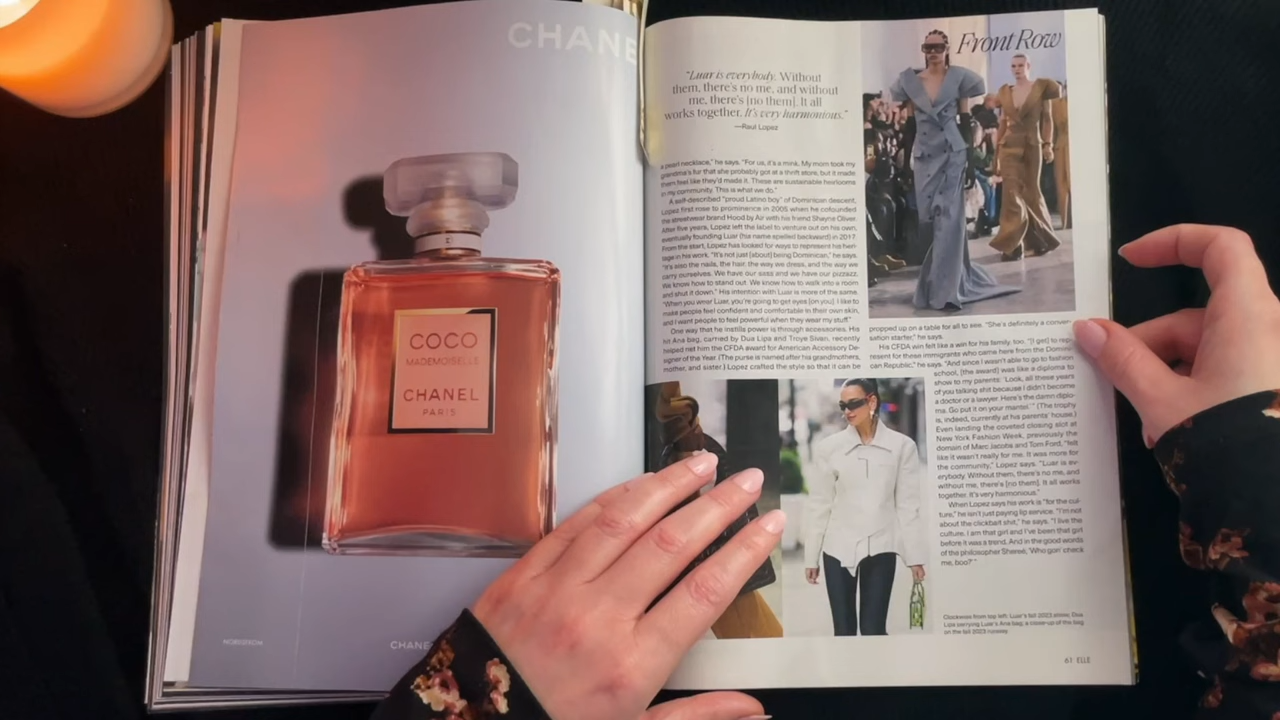 CHANE
COCO
MADEMOISELLE
CHANEL
PARIS
NORDSTROM
CHANE
Front Row
"Luar is everybody. Without
them, there's no me, and without
me, there's [no them]. It all
works together. It's very harmonious."
—Raul Lopez
a pearl necklace," he says. "For us, it's a mink. My mom took my
grandma's fur that she probably got at a thrift store, but it made
them feel like they'd made it. These are sustainable heirlooms
in my community. This is what we do."
A self-described "proud Latino boy" of Dominican descent,
Lopez first rose to prominence in 2005 when he cofounded
the streetwear brand Hood by Air with his friend Shayne Oliver.
After five years, Lopez left the label to venture out on his own,
eventually founding Luar (his name spelled backward) in 2017.
From the start, Lopez has looked for ways to represent his her-
itage in his work. "It's not just [about] being Dominican," he says.
"It's also the nails, the hair, the way we dress, and the way we
carry ourselves. We have our sass and we have our pizzazz.
We know how to stand out. We know how to walk into a room
and shut it down." His intention with Luar is more of the same.
"When you wear Luar, you're going to get eyes [on you]. I like to
make people feel confident and comfortable in their own skin,
and I want people to feel powerful when they wear my stuff."
One way that he instills power is through accessories. His
hit Ana bag, carried by Dua Lipa and Troye Sivan, recently
helped net him the CFDA award for American Accessory De-
signer of the Year. (The purse is named after his grandmothers,
mother, and sister.) Lopez crafted the style so that it can be
propped up on a table for all to see. "She's definitely a conver-
sation starter," he says.
His CFDA win felt like a win for his family, too. "[I get] to rep-
resent for these immigrants who came here from the Domini-
can Republic," he says. "And since I wasn't able to go to fashion
school, [the award] was like a diploma to
show to my parents: 'Look, all these years
of you talking shit because I didn't become
a doctor or a lawyer. Here's the damn diplo-
ma. Go put it on your mantel.'" (The trophy
is, indeed, currently at his parents' house.)
Even landing the coveted closing slot at
New York Fashion Week, previously the
domain of Marc Jacobs and Tom Ford, "felt
like it wasn't really for me. It was more for
the community," Lopez says. "Luar is ev-
erybody. Without them, there's no me, and
without me, there's [no them]. It all works
together. It's very harmonious."
When Lopez says his work is "for the cul-
ture," he isn't just paying lip service. "I'm not
about the clickbait shit," he says. "I live the
culture. I am that girl and I've been that girl
before it was a trend. And in the good words
of the philosopher Shereé, 'Who gon' check
me, boo?'"
Clockwise from top left: Luar's fall 2023 show; Dua
Lipa carrying Luar's Ana bag; a close-up of the bag
on the fall 2023 runway.
61 ELLE